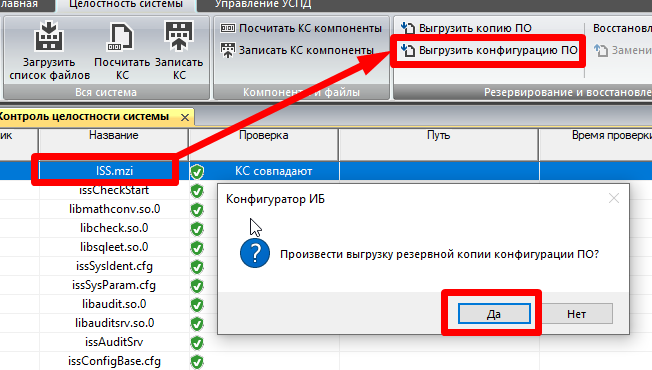 лавная Целостность системы Управление УСПД
Загрузить список файлов
Посчитать КС
Записать КС
Вся система
Посчитать КС компоненты
Записать КС компоненты
Компоненты и файлы
Выгрузить копию ПО
Выгрузить конфигурацию ПО
Восстано
Замени
Резервирование и восстановле
Контроль целостности системы
ик Название Проверка Путь Время проверки
ISS.mzi КС совпадают
issCheckStart
libmathconv.so.0
libcheck.so.0
libsqleet.so.0
issSysIdent.cfg
issSysParam.cfg
libaudit.so.0
libauditsrv.so.0
issAuditSrv
issConfigBase.cfg
Конфигуратор ИБ
Произвести выгрузку резервной копии конфигурации ПО?
Да Нет